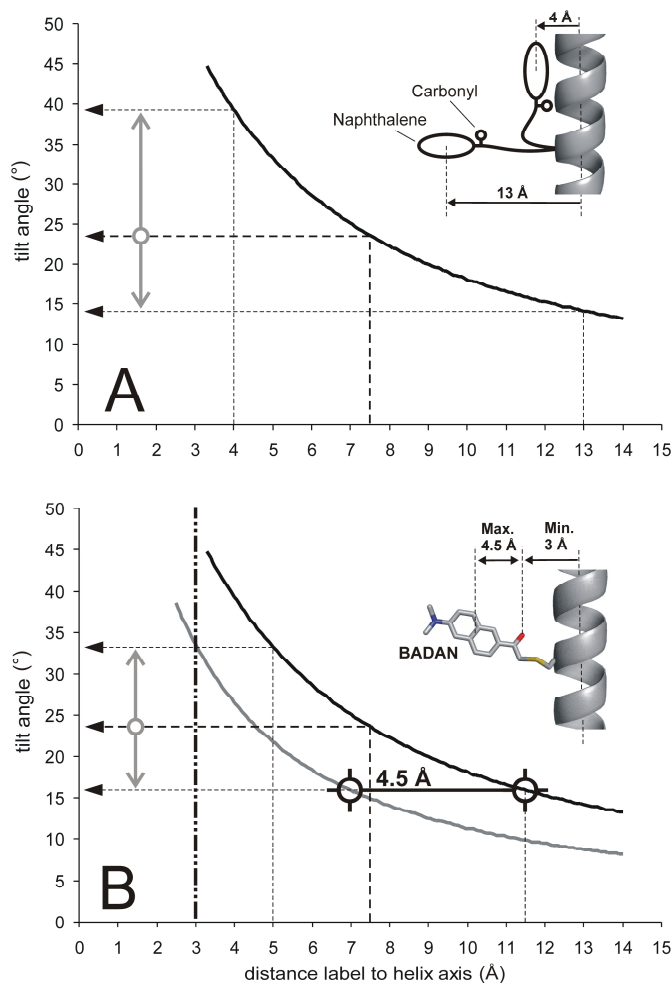 50
45
40
35
30
25
20
15
10
5
0
tilt angle (°)
4 Å
Carbonyl
Naphthalene
13 Å
A
0 1 2 3 4 5 6 7 8 9 10 11 12 13 14 15
50
45
40
35
30
25
20
15
10
5
0
tilt angle (°)
Max. Min.
4.5 Å 3 Å
BADAN
4.5 Å
B
0 1 2 3 4 5 6 7 8 9 10 11 12 13 14 15
distance label to helix axis (Å)